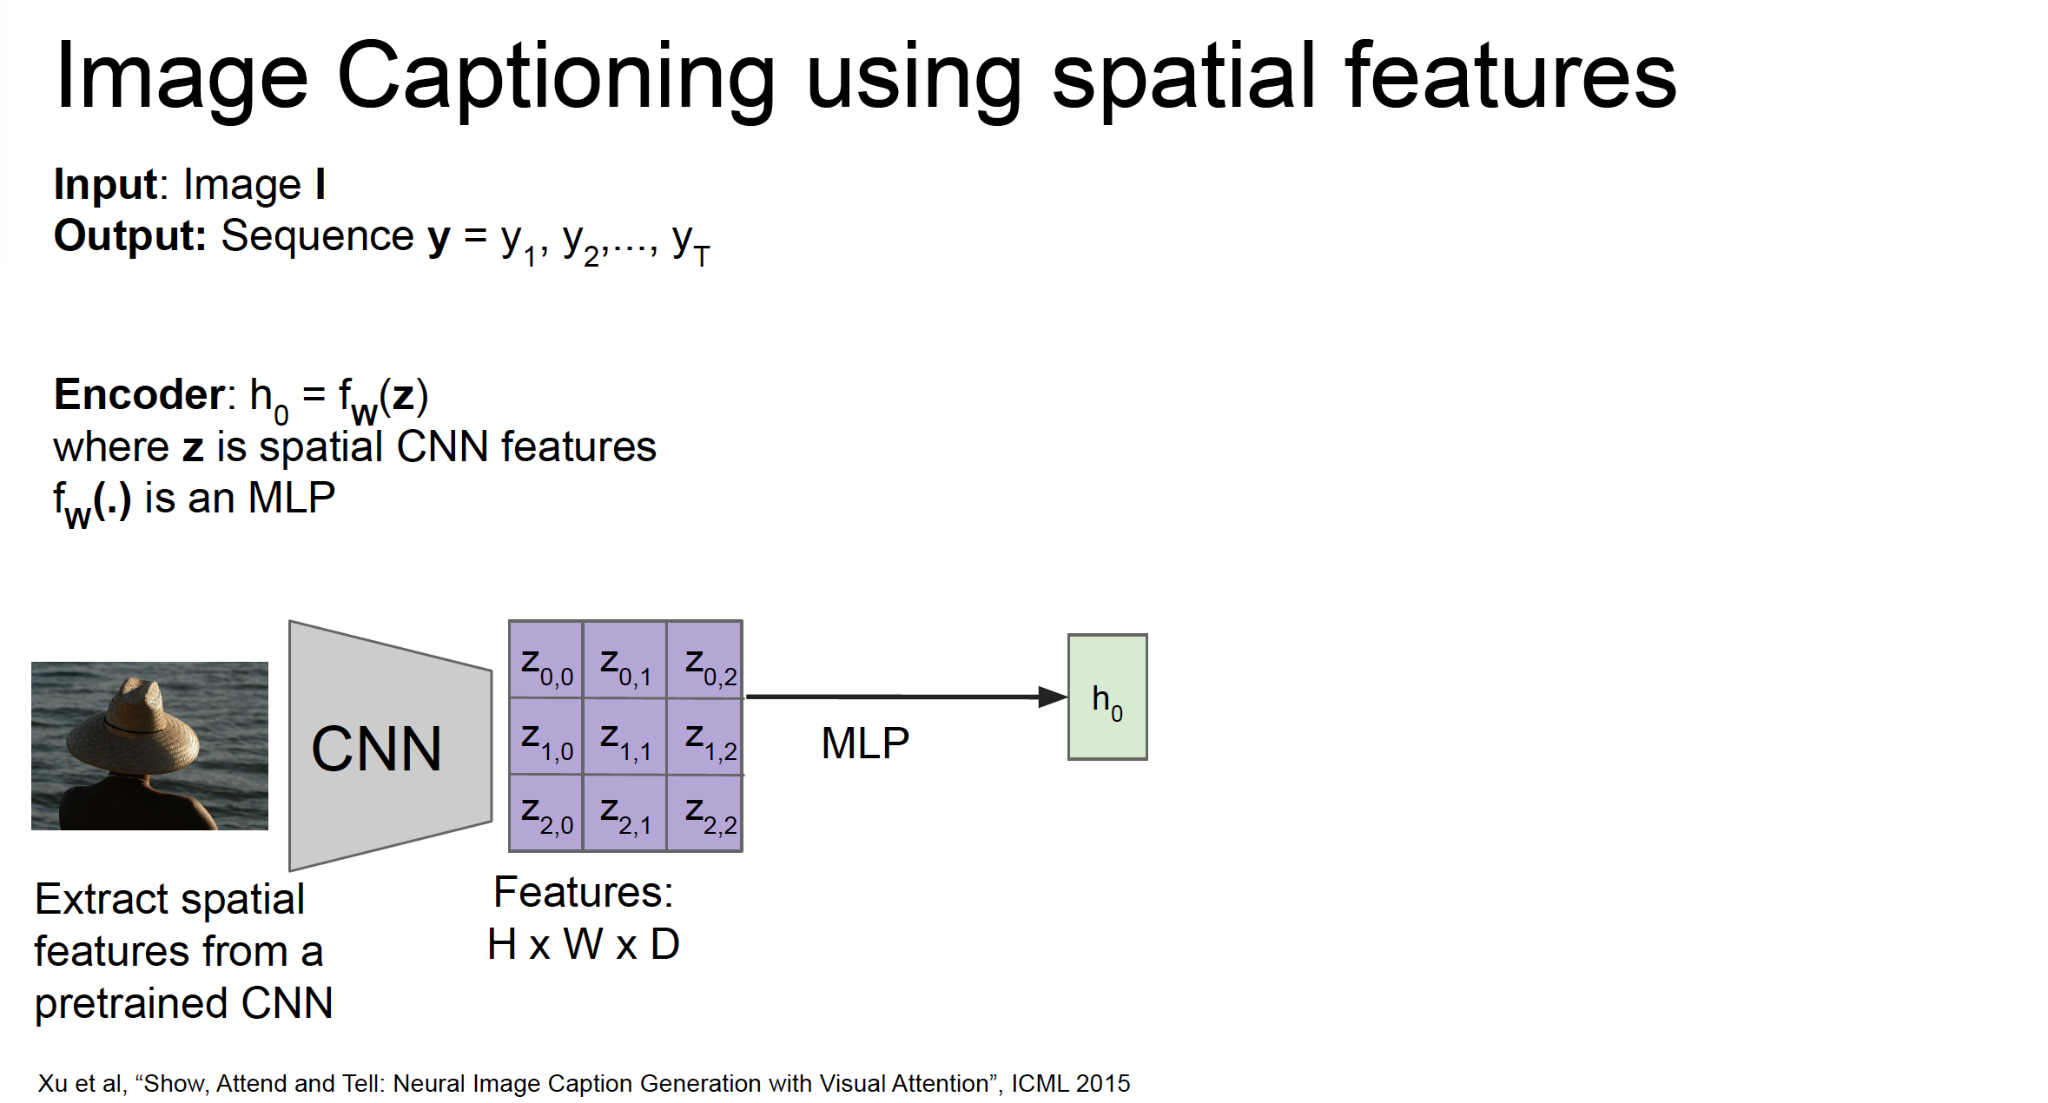 Image Captioning using spatial features
Input: Image I
Output: Sequence y = y₁, y₂,..., y_T
Encoder: h₀ = f_W(z)
where z is spatial CNN features
f_W(.) is an MLP
CNN
z₀,₀ z₀,₁ z₀,₂
z₁,₀ z₁,₁ z₁,₂
z₂,₀ z₂,₁ z₂,₂
MLP
h₀
Extract spatial
features from a
pretrained CNN
Features:
H x W x D
Xu et al, “Show, Attend and Tell: Neural Image Caption Generation with Visual Attention”, ICML 2015